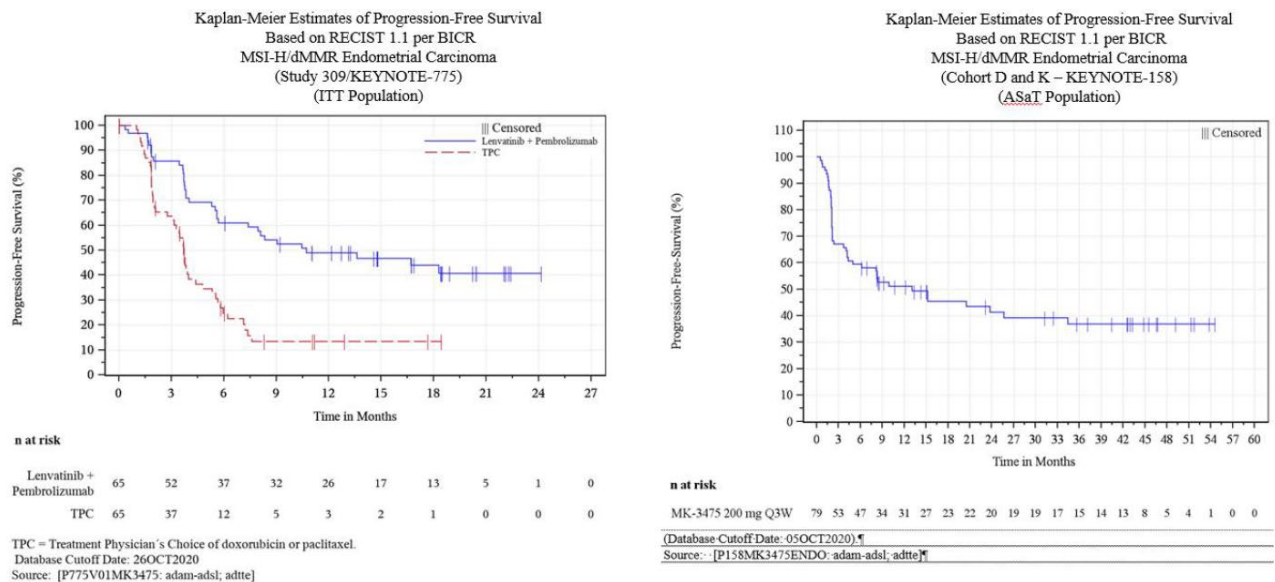 Kaplan-Meier Estimates of Progression-Free Survival
Based on RECIST 1.1 per BICR
MSI-H/dMMR Endometrial Carcinoma
(Study 309/KEYNOTE-775)
(ITT Population)
||| Censored
Lenvatinib + Pembrolizumab
TPC
Progression-Free Survival (%)
100
90
80
70
60
50
40
30
20
10
0
0 3 6 9 12 15 18 21 24 27
Time in Months
n at risk
Lenvatinib +
Pembrolizumab 65 52 37 32 26 17 13 5 1 0
TPC 65 37 12 5 3 2 1 0 0 0
TPC = Treatment Physician´s Choice of doxorubicin or paclitaxel.
Database Cutoff Date: 26OCT2020
Source: [P775V01MK3475: adam-adsl; adtte]
Kaplan-Meier Estimates of Progression-Free Survival
Based on RECIST 1.1 per BICR
MSI-H/dMMR Endometrial Carcinoma
(Cohort D and K – KEYNOTE-158)
(ASaT Population)
||| Censored
Progression-Free-Survival (%)
110
100
90
80
70
60
50
40
30
20
10
0
0 3 6 9 12 15 18 21 24 27 30 33 36 39 42 45 48 51 54 57 60
Time in Months
n at risk
MK-3475 200 mg Q3W 79 53 47 34 31 27 23 22 20 19 19 17 15 14 13 8 5 4 1 0 0
(Database·Cutoff·Date:·05OCT2020).¶
Source:··[P158MK3475ENDO:·adam-adsl;·adtte]¶